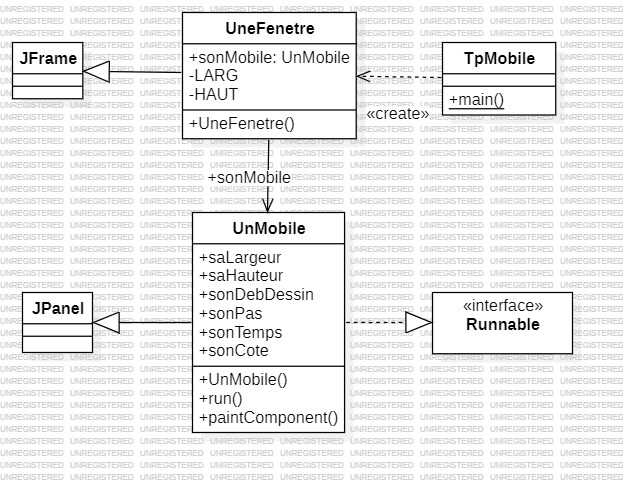 UneFenetre
+sonMobile: UnMobile
-LARG
-HAUT
+UneFenetre()
JFrame
TpMobile
+main()
«create»
+sonMobile
UnMobile
+saLargeur
+saHauteur
+sonDebDessin
+sonPas
+sonTemps
+sonCote
+UnMobile()
+run()
+paintComponent()
JPanel
«interface»
Runnable
UNREGISTERED